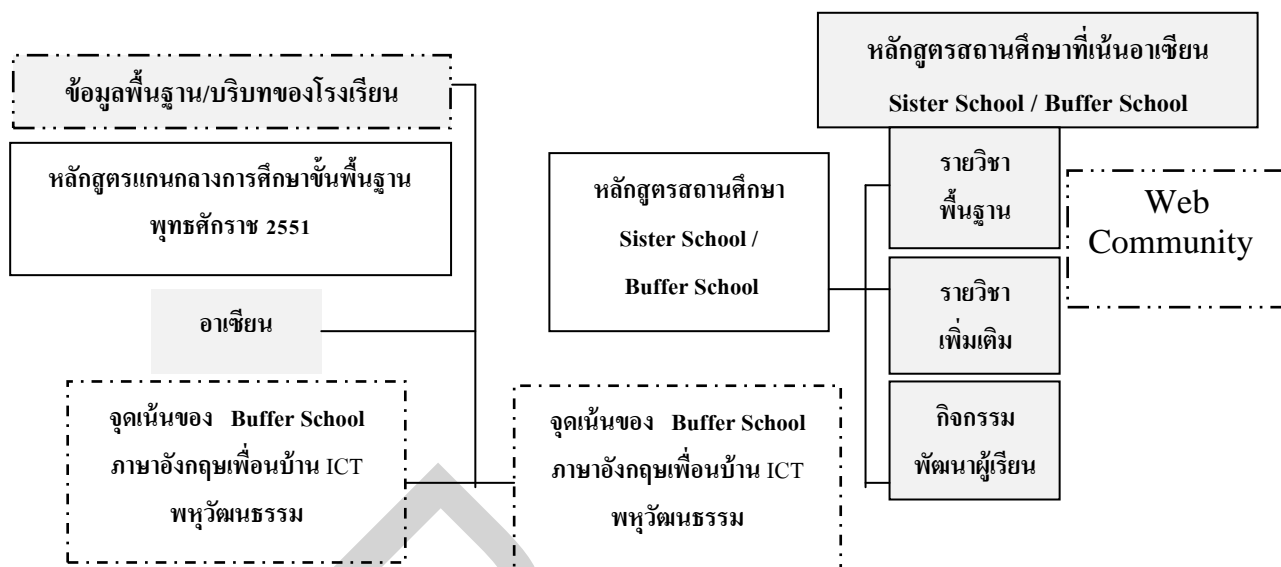 ข้อมูลพื้นฐาน/บริบทของโรงเรียน
หลักสูตรแกนกลางการศึกษาขั้นพื้นฐาน
พุทธศักราช 2551
อาเซียน
จุดเน้นของ Buffer School
ภาษาอังกฤษเพื่อนบ้าน ICT
พหุวัฒนธรรม
จุดเน้นของ Buffer School
ภาษาอังกฤษเพื่อนบ้าน ICT
พหุวัฒนธรรม
หลักสูตรสถานศึกษา
Sister School /
Buffer School
หลักสูตรสถานศึกษาที่เน้นอาเซียน
Sister School / Buffer School
รายวิชา
พื้นฐาน
รายวิชา
เพิ่มเติม
กิจกรรม
พัฒนาผู้เรียน
Web
Community